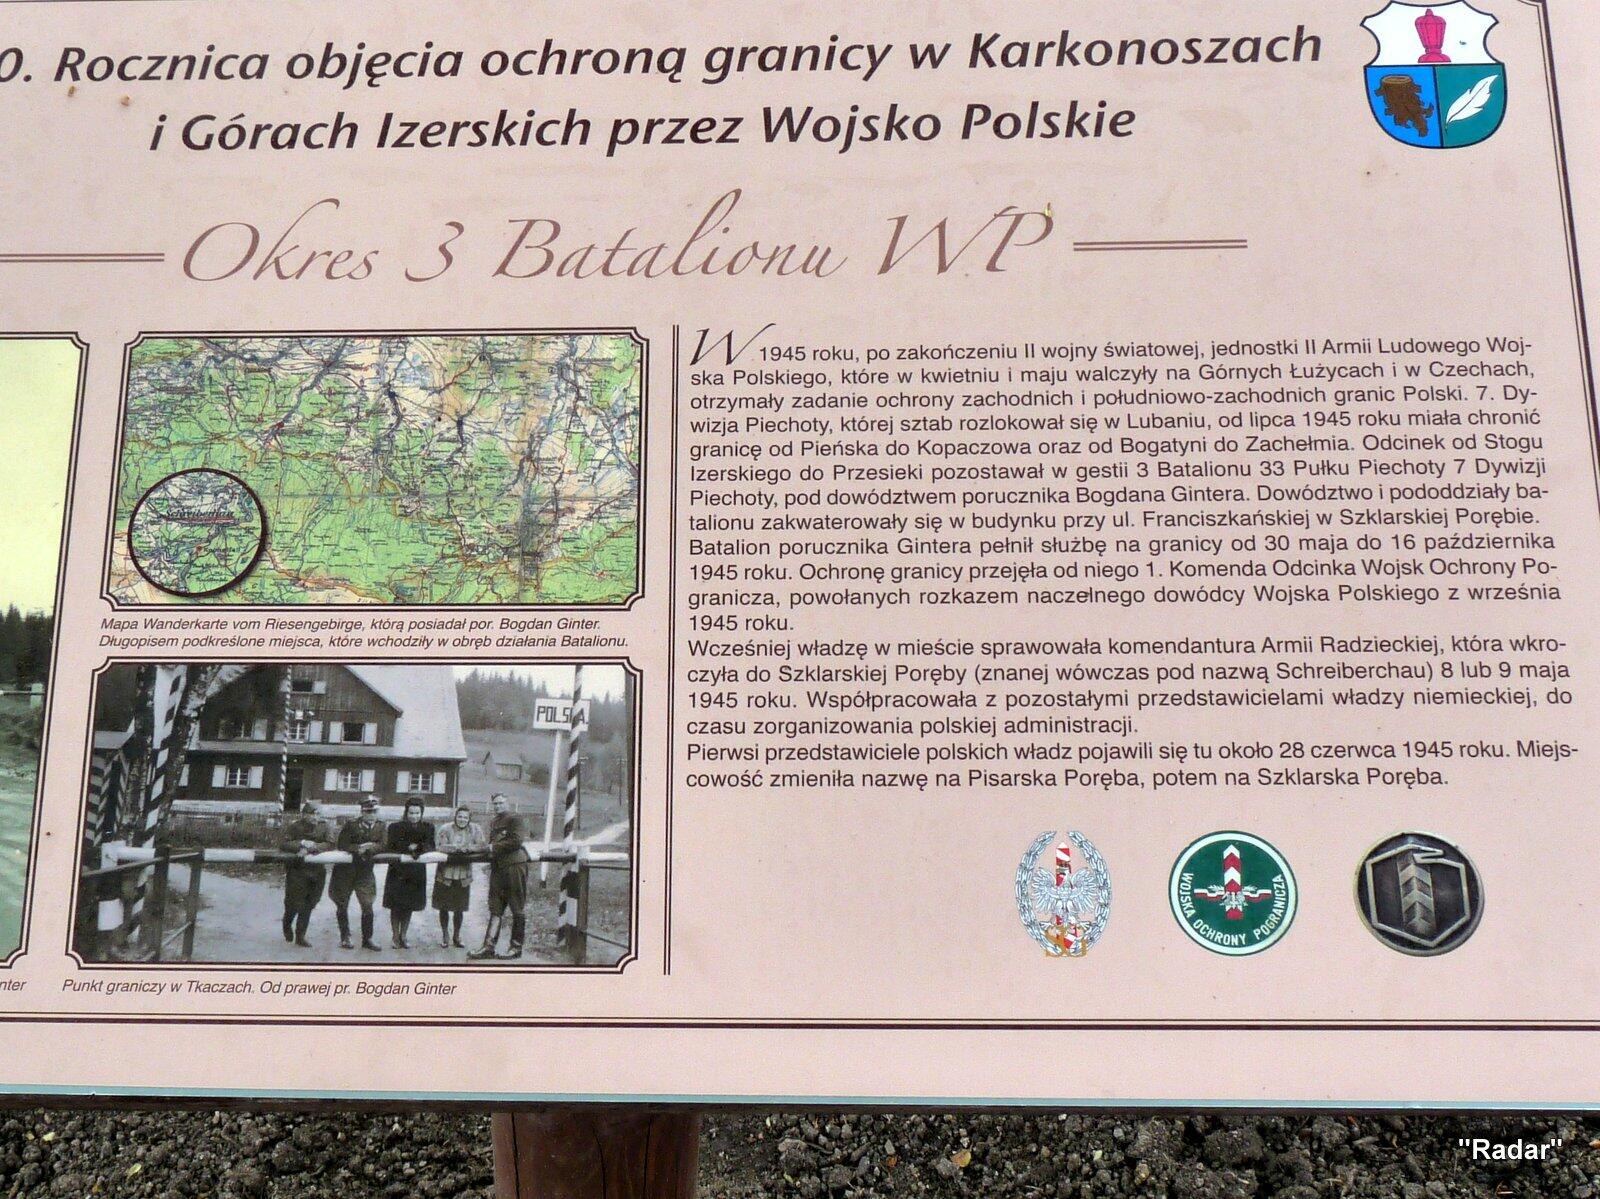 0. Rocznica objęcia ochroną granicy w Karkonoszach
i Górach Izerskich przez Wojsko Polskie
Okres 3 Batalionu WP
Schreiberhau
Mapa Wanderkarte vom Riesengebirge, którą posiadał por. Bogdan Ginter.
Długopisem podkreślone miejsca, które wchodziły w obręb działania Batalionu.
POLSKA
nter
Punkt graniczy w Tkaczach. Od prawej pr. Bogdan Ginter
W 1945 roku, po zakończeniu II wojny światowej, jednostki II Armii Ludowego Woj-
ska Polskiego, które w kwietniu i maju walczyły na Górnych Łużycach i w Czechach,
otrzymały zadanie ochrony zachodnich i południowo-zachodnich granic Polski. 7. Dy-
wizja Piechoty, której sztab rozlokował się w Lubaniu, od lipca 1945 roku miała chronić
granicę od Pieńska do Kopaczowa oraz od Bogatyni do Zachełmia. Odcinek od Stogu
Izerskiego do Przesieki pozostawał w gestii 3 Batalionu 33 Pułku Piechoty 7 Dywizji
Piechoty, pod dowództwem porucznika Bogdana Gintera. Dowództwo i pododdziały ba-
talionu zakwaterowały się w budynku przy ul. Franciszkańskiej w Szklarskiej Porębie.
Batalion porucznika Gintera pełnił służbę na granicy od 30 maja do 16 października
1945 roku. Ochronę granicy przejęła od niego 1. Komenda Odcinka Wojsk Ochrony Po-
granicza, powołanych rozkazem naczelnego dowódcy Wojska Polskiego z września
1945 roku.
Wcześniej władzę w mieście sprawowała komendantura Armii Radzieckiej, która wkro-
czyła do Szklarskiej Poręby (znanej wówczas pod nazwą Schreiberchau) 8 lub 9 maja
1945 roku. Współpracowała z pozostałymi przedstawicielami władzy niemieckiej, do
czasu zorganizowania polskiej administracji.
Pierwsi przedstawiciele polskich władz pojawili się tu około 28 czerwca 1945 roku. Miejs-
cowość zmieniła nazwę na Pisarska Poręba, potem na Szklarska Poręba.
SG
WOJSKA OCHRONY POGRANICZA
"Radar"